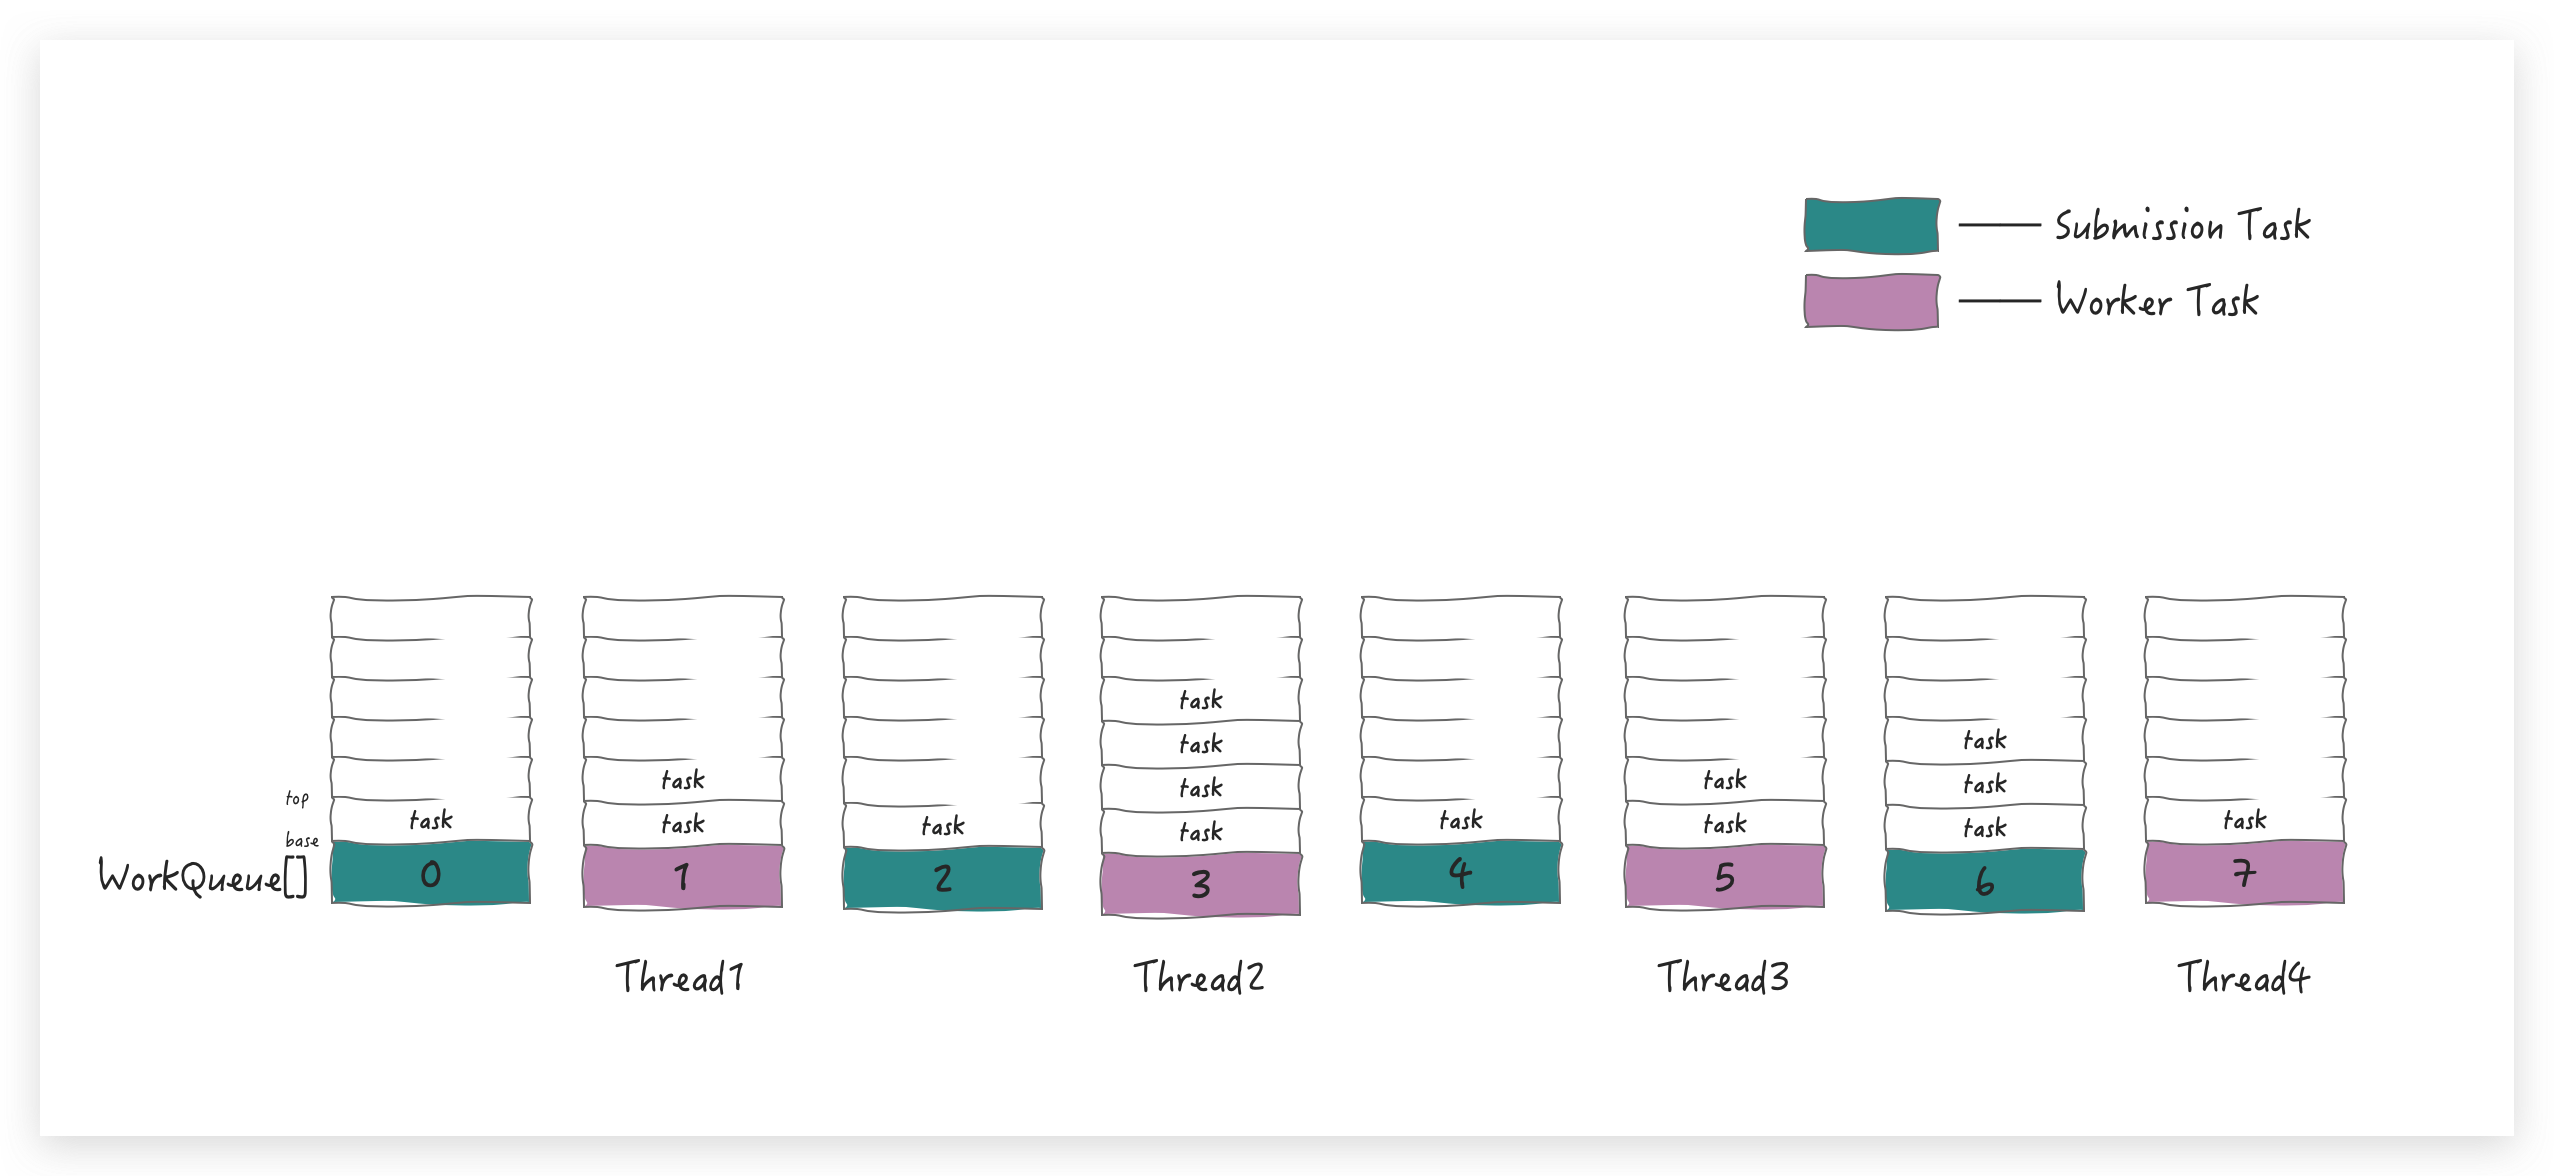 Submission Task
Worker Task
task
task task
task
task task task
top
task task task task task task task task
base
WorkQueue[] 0 1 2 3 4 5 6 7
Thread1 Thread2 Thread3 Thread4